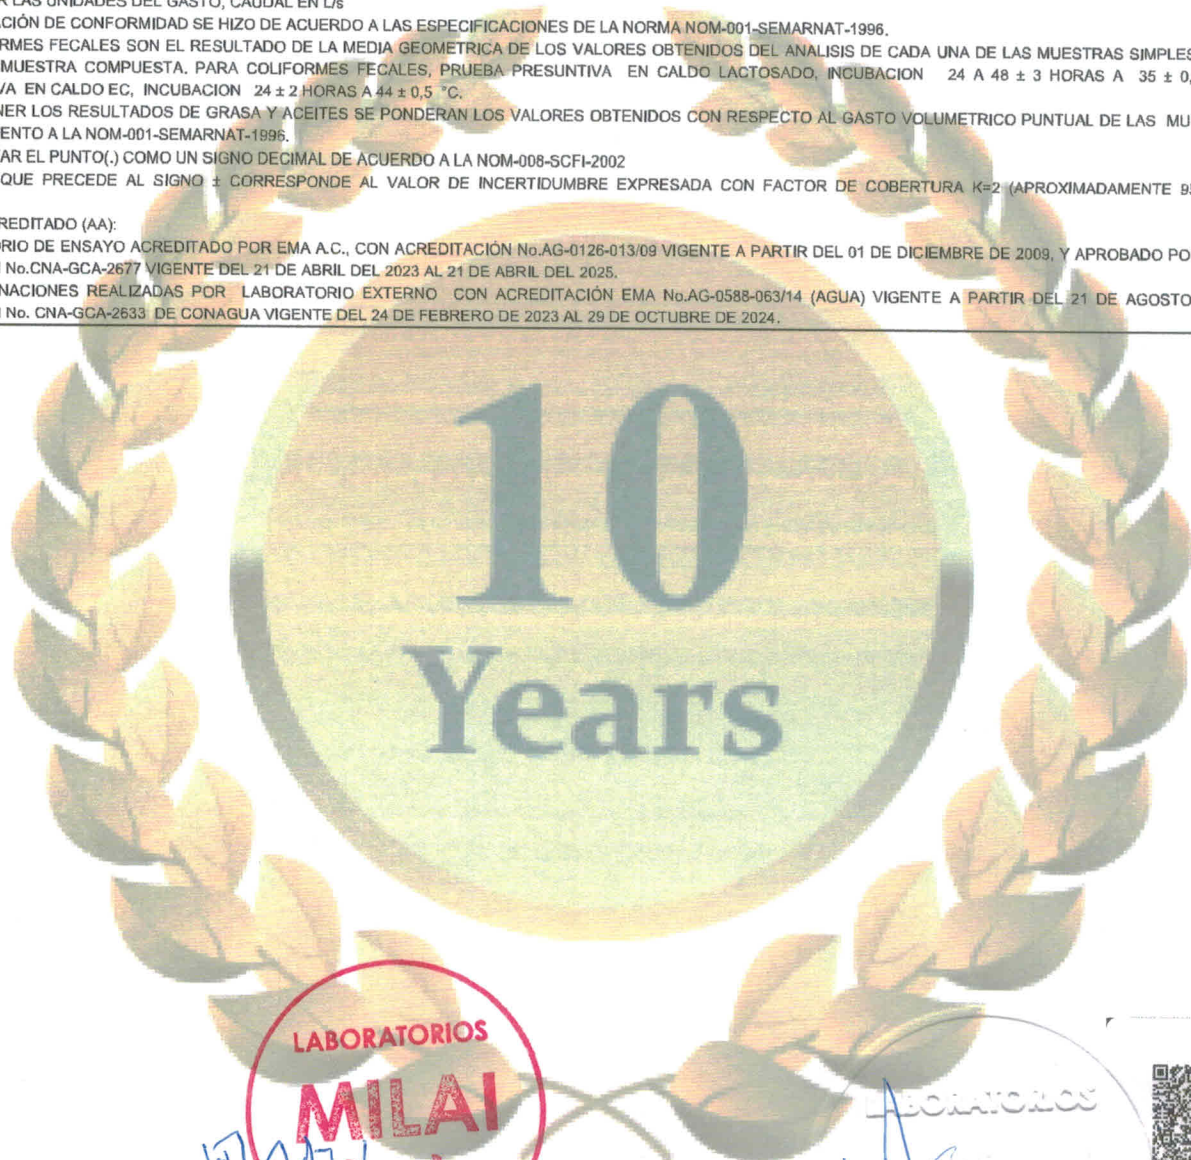 LAS UNIDADES DEL GASTO, CAUDAL EN L/s
CIÓN DE CONFORMIDAD SE HIZO DE ACUERDO A LAS ESPECIFICACIONES DE LA NORMA NOM-001-SEMARNAT-1996.
RMES FECALES SON EL RESULTADO DE LA MEDIA GEOMETRICA DE LOS VALORES OBTENIDOS DEL ANALISIS DE CADA UNA DE LAS MUESTRAS SIMPLES
MUESTRA COMPUESTA. PARA COLIFORMES FECALES, PRUEBA PRESUNTIVA EN CALDO LACTOSADO, INCUBACION 24 A 48 ± 3 HORAS A 35 ± 0,
VA EN CALDO EC, INCUBACION 24 ± 2 HORAS A 44 ± 0,5 °C.
NER LOS RESULTADOS DE GRASA Y ACEITES SE PONDERAN LOS VALORES OBTENIDOS CON RESPECTO AL GASTO VOLUMETRICO PUNTUAL DE LAS MU
ENTO A LA NOM-001-SEMARNAT-1996.
AR EL PUNTO(.) COMO UN SIGNO DECIMAL DE ACUERDO A LA NOM-008-SCFI-2002
QUE PRECEDE AL SIGNO ± CORRESPONDE AL VALOR DE INCERTIDUMBRE EXPRESADA CON FACTOR DE COBERTURA K=2 (APROXIMADAMENTE 9
REDITADO (AA):
RIO DE ENSAYO ACREDITADO POR EMA A.C., CON ACREDITACIÓN No.AG-0126-013/09 VIGENTE A PARTIR DEL 01 DE DICIEMBRE DE 2009, Y APROBADO PO
No.CNA-GCA-2677 VIGENTE DEL 21 DE ABRIL DEL 2023 AL 21 DE ABRIL DEL 2025.
NACIONES REALIZADAS POR LABORATORIO EXTERNO CON ACREDITACIÓN EMA No.AG-0588-063/14 (AGUA) VIGENTE A PARTIR DEL 21 DE AGOSTO
No. CNA-GCA-2633 DE CONAGUA VIGENTE DEL 24 DE FEBRERO DE 2023 AL 29 DE OCTUBRE DE 2024.
10
Years
LABORATORIOS
MILAI
LABORATORIOS